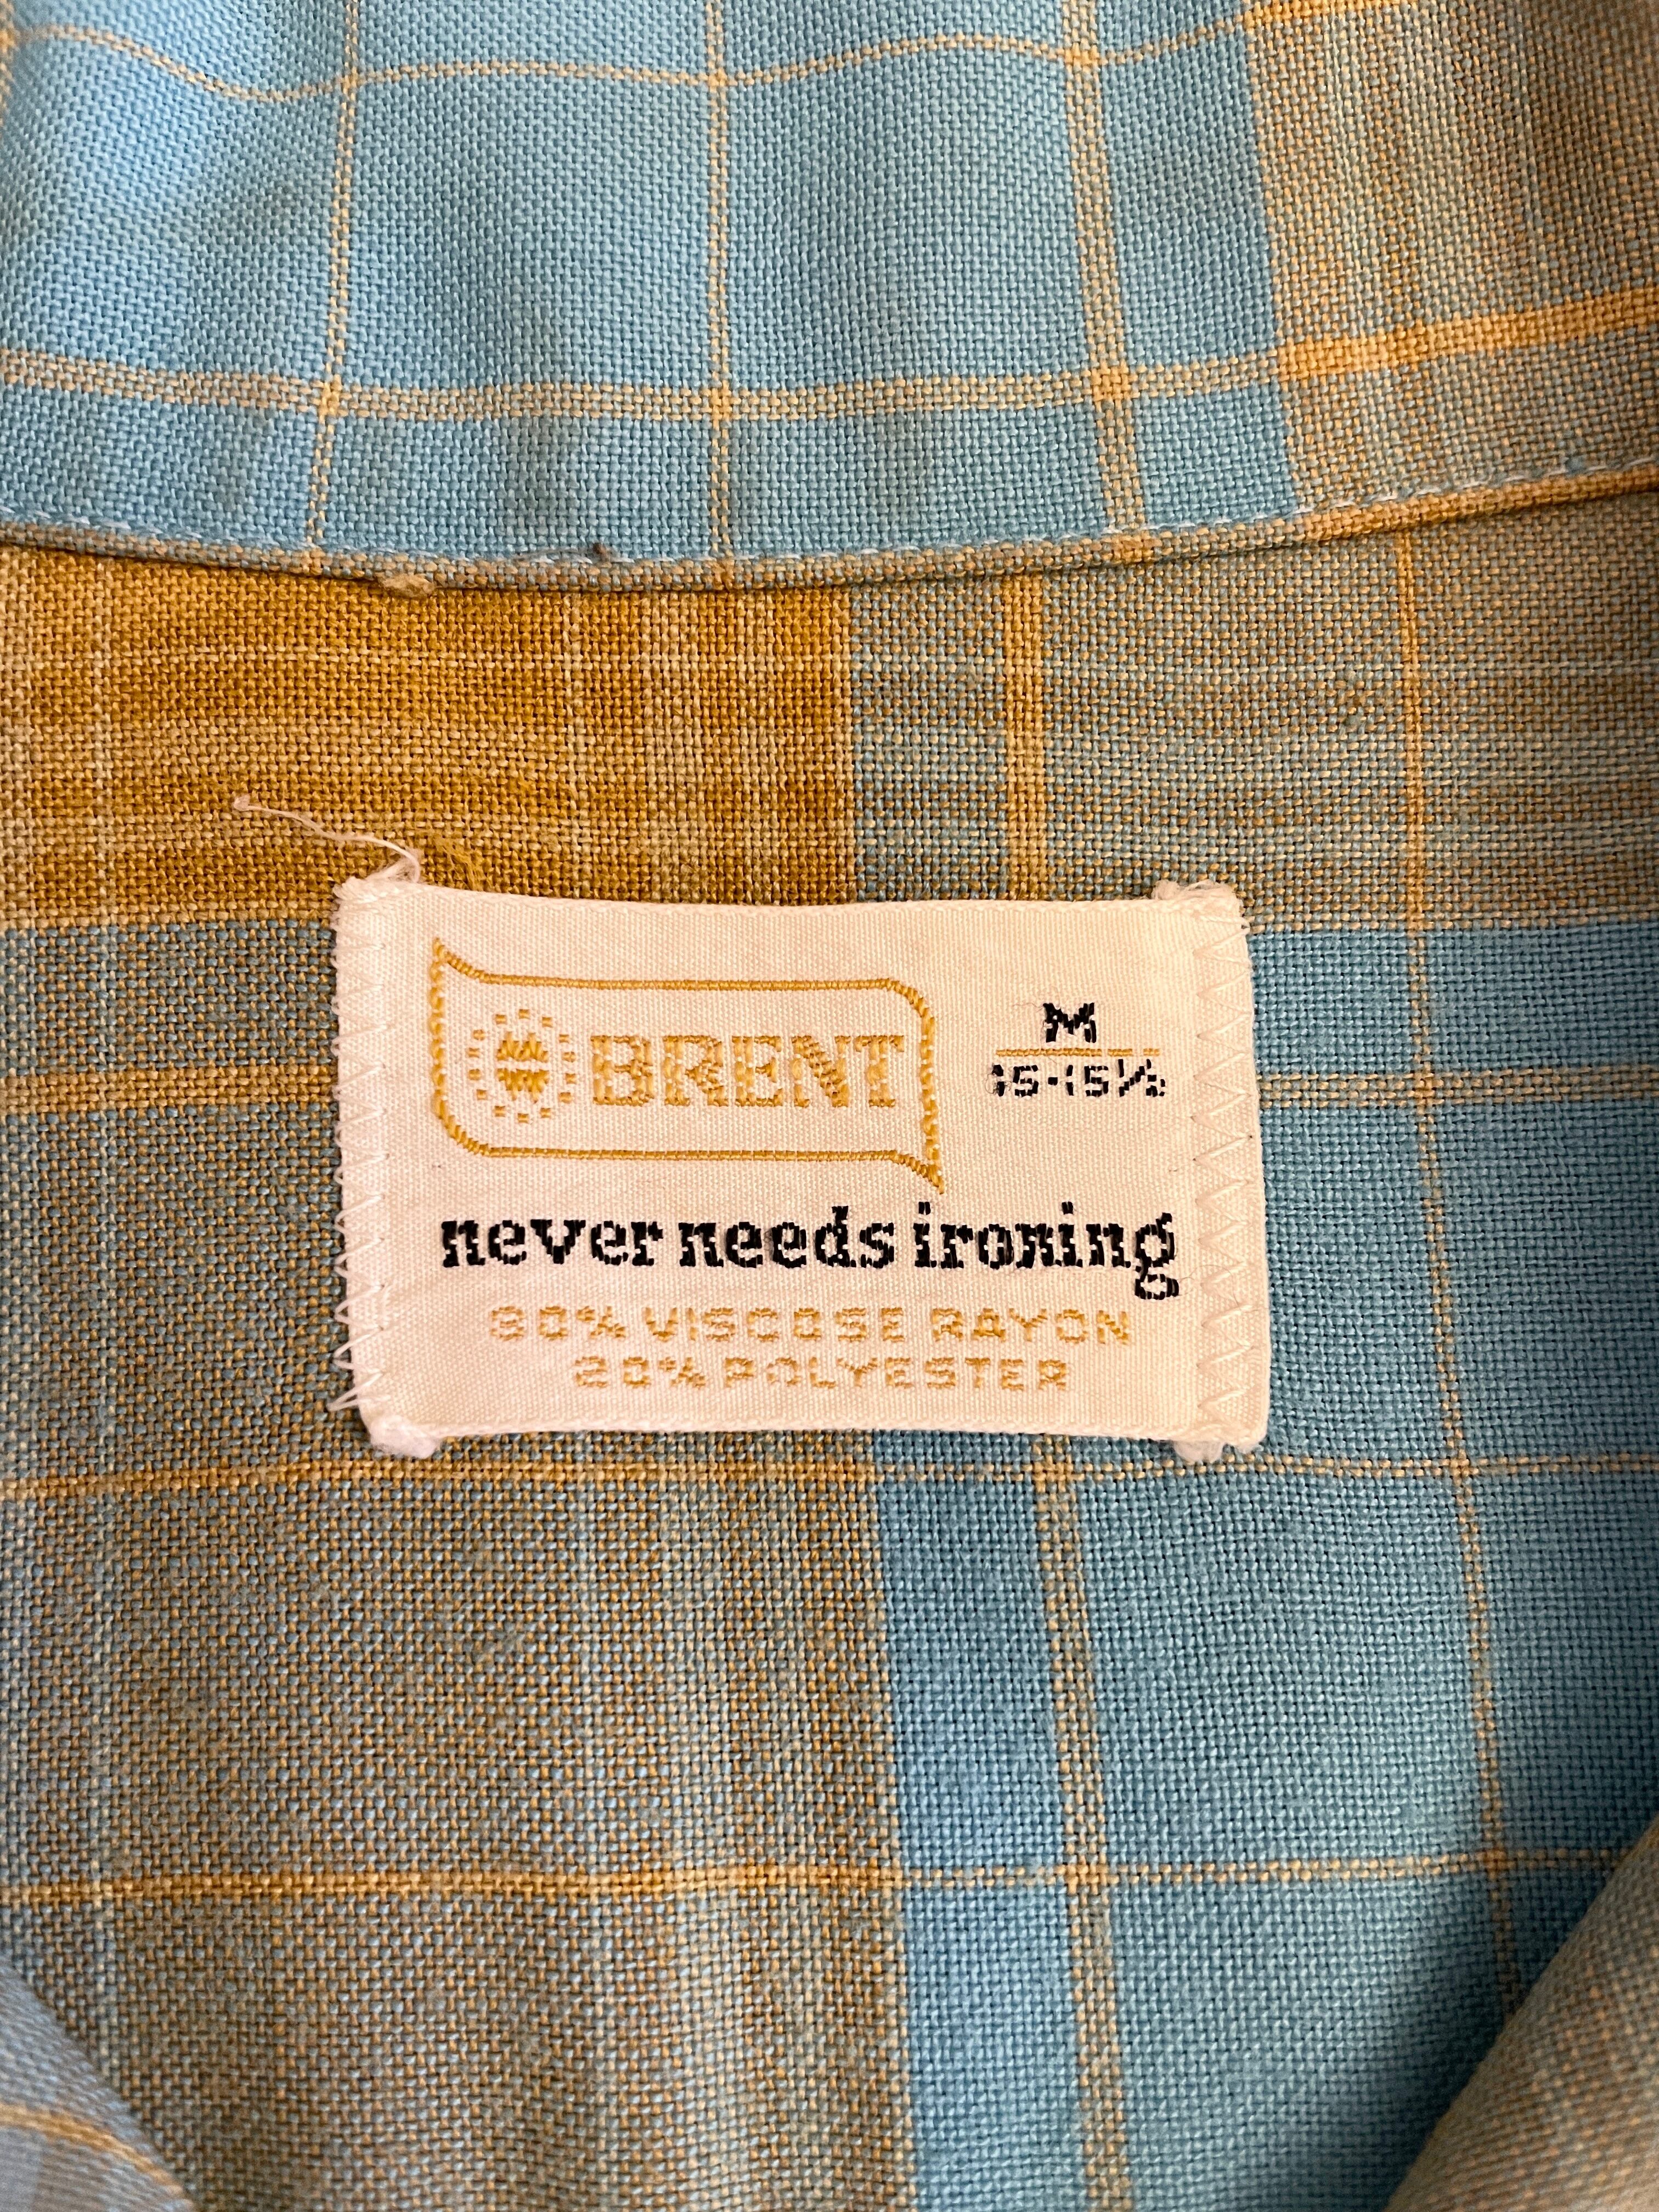 BRENT
M
15-15½
never needs ironing
80% VISCOSE RAYON
20% POLYESTER